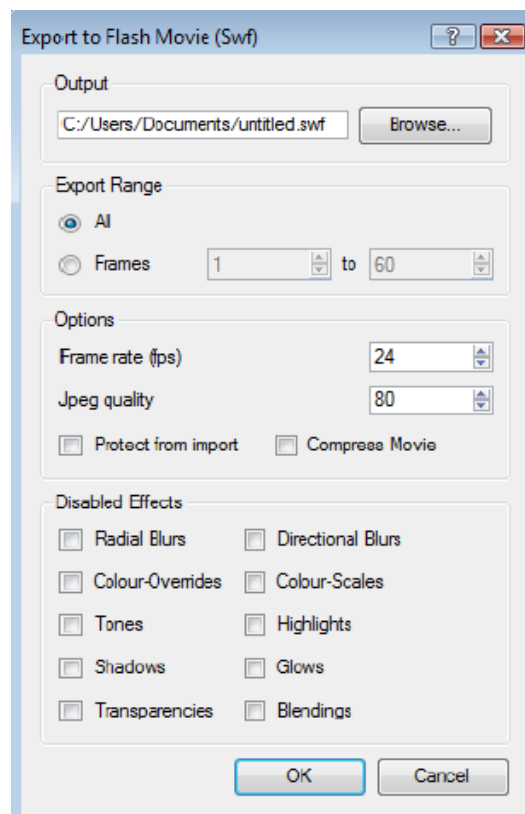 Export to Flash Movie (Swf)
Output
C:/Users/Documents/untitled.swf
Browse...
Export Range
All
Frames 1 to 60
Options
Frame rate (fps) 24
Jpeg quality 80
Protect from import Compress Movie
Disabled Effects
Radial Blurs Directional Blurs
Colour-Overrides Colour-Scales
Tones Highlights
Shadows Glows
Transparencies Blendings
OK Cancel